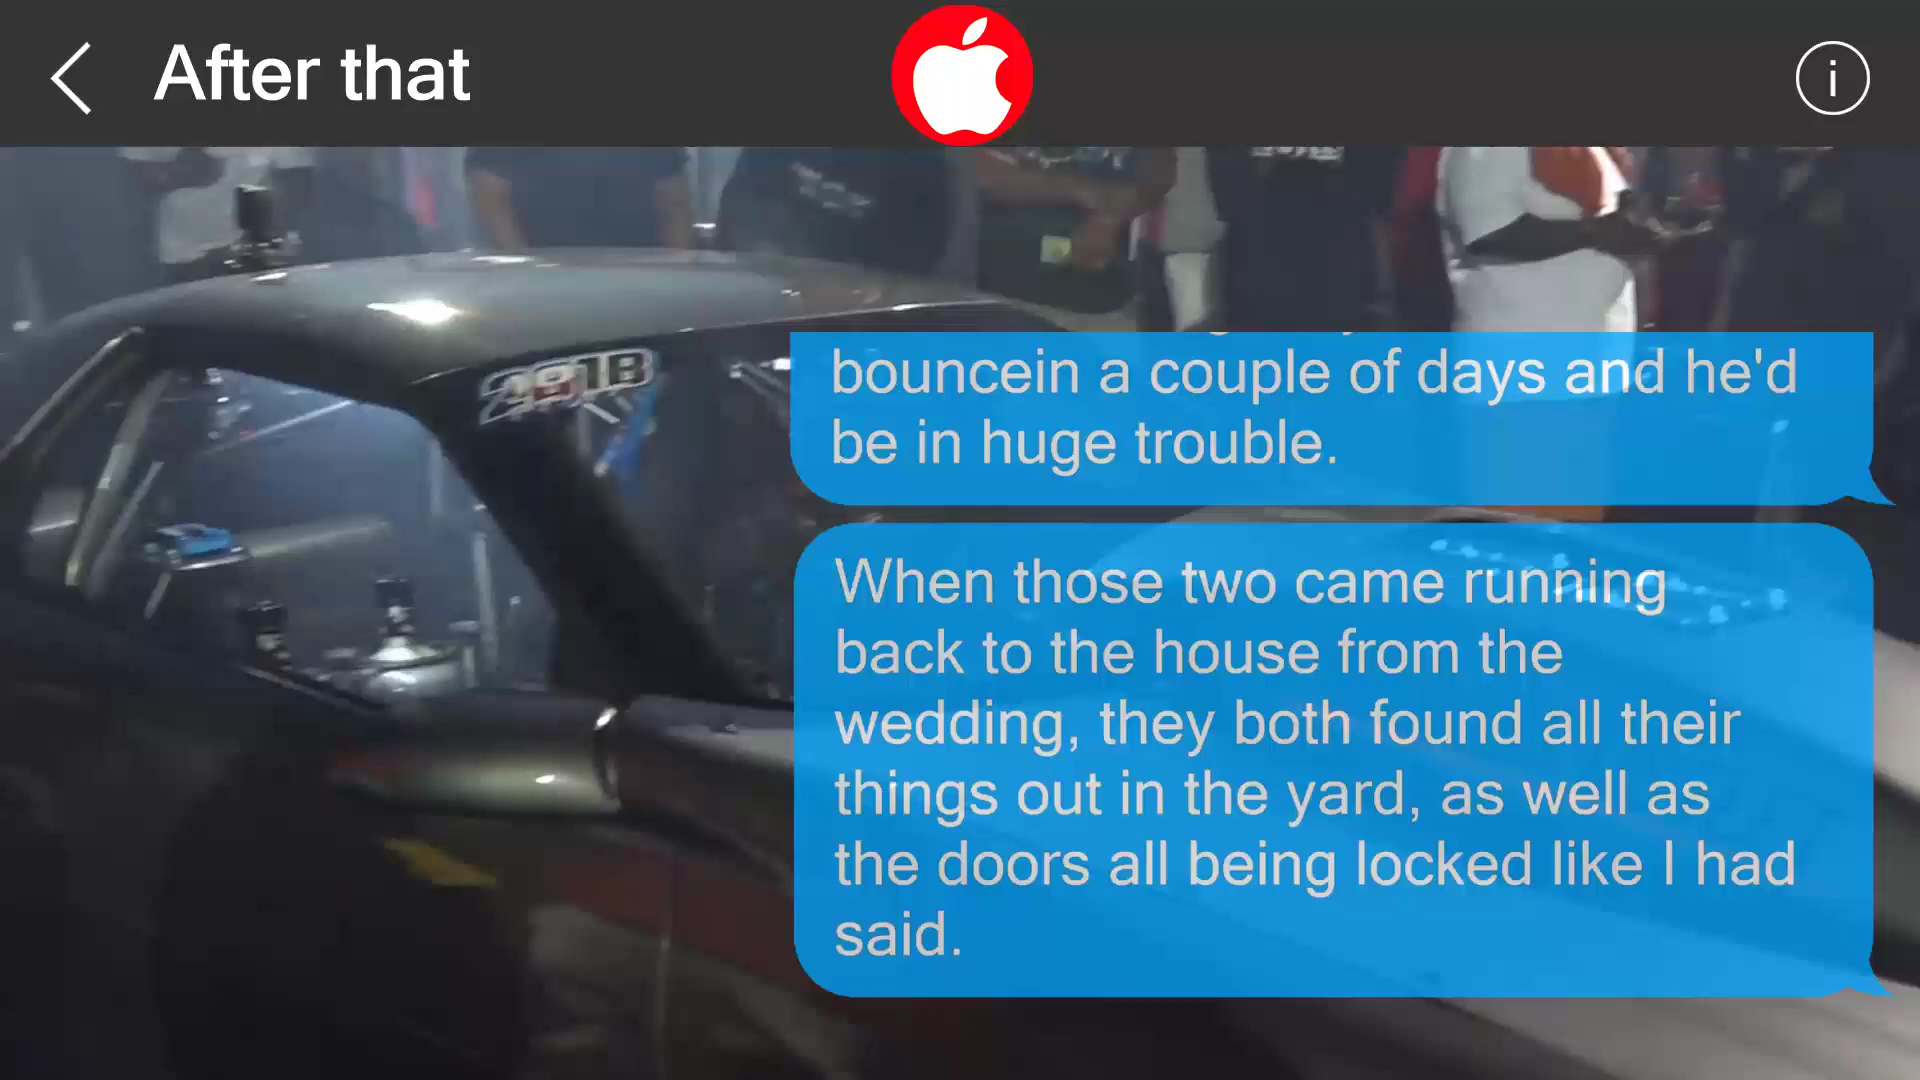 After that
i
bouncein a couple of days and he'd
be in huge trouble.
281B
When those two came running
back to the house from the
wedding, they both found all their
things out in the yard, as well as
the doors all being locked like I had
said.